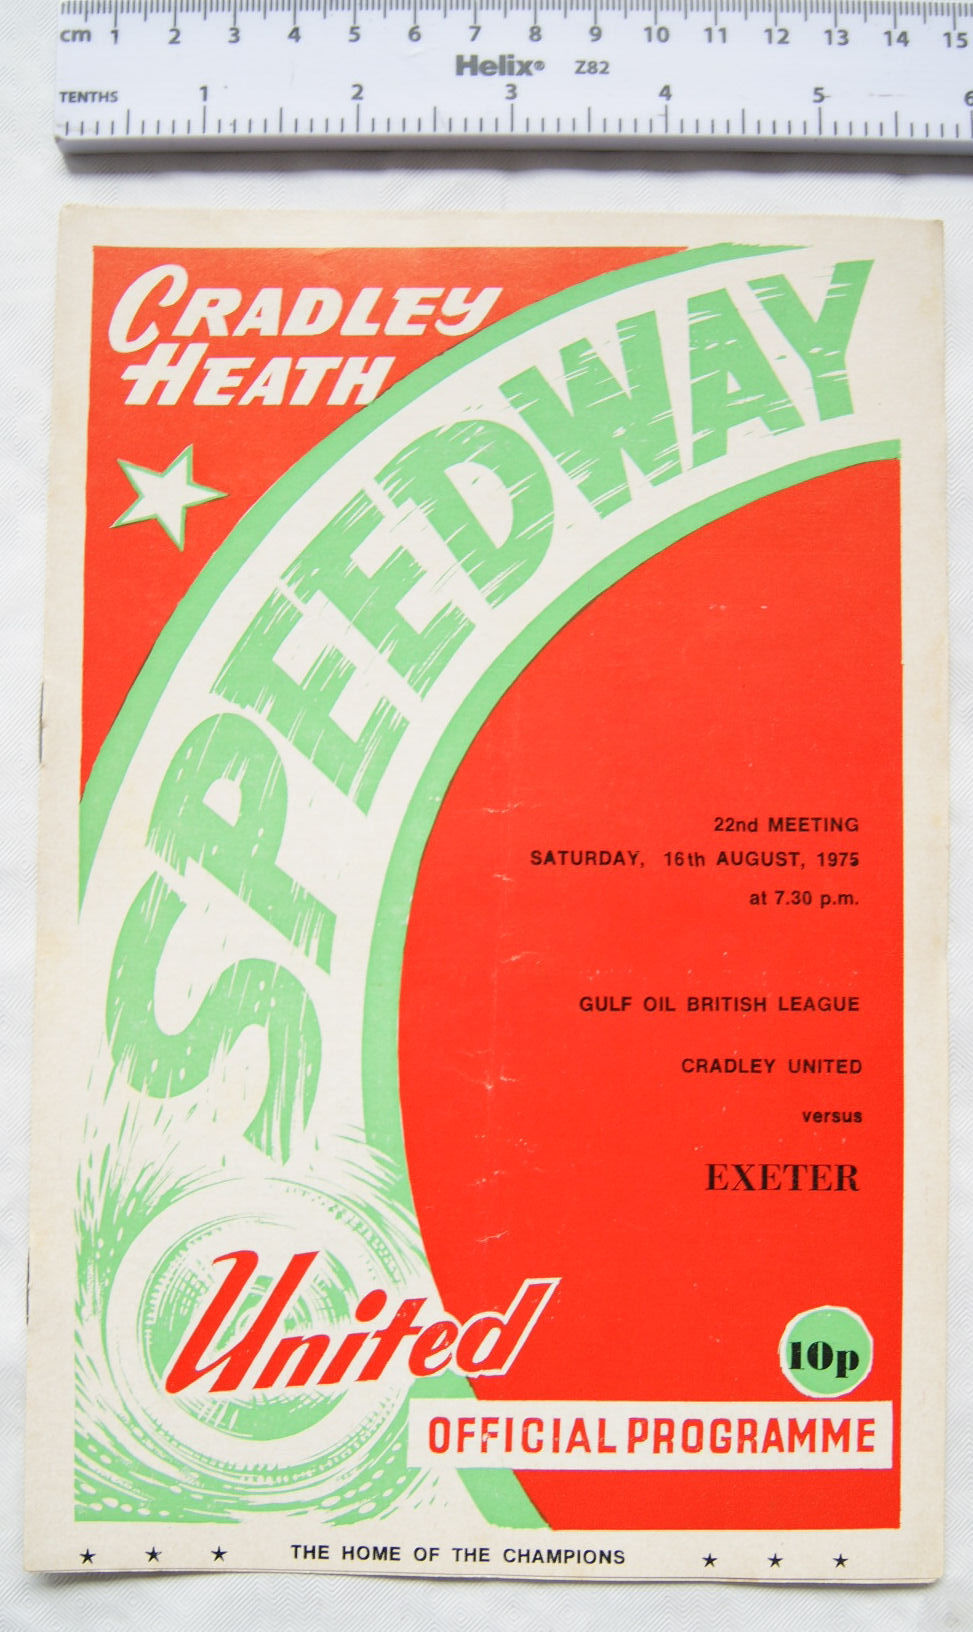 cm 1 2 3 4 5 6 7 8 9 10 11 12 13 14 15
Helix® Z82
TENTHS 1 2 3 4 5 6
CRADLEY
HEATH
SPEEDWAY
22nd MEETING
SATURDAY, 16th AUGUST, 1975
at 7.30 p.m.
GULF OIL BRITISH LEAGUE
CRADLEY UNITED
versus
EXETER
United
10p
OFFICIAL PROGRAMME
THE HOME OF THE CHAMPIONS